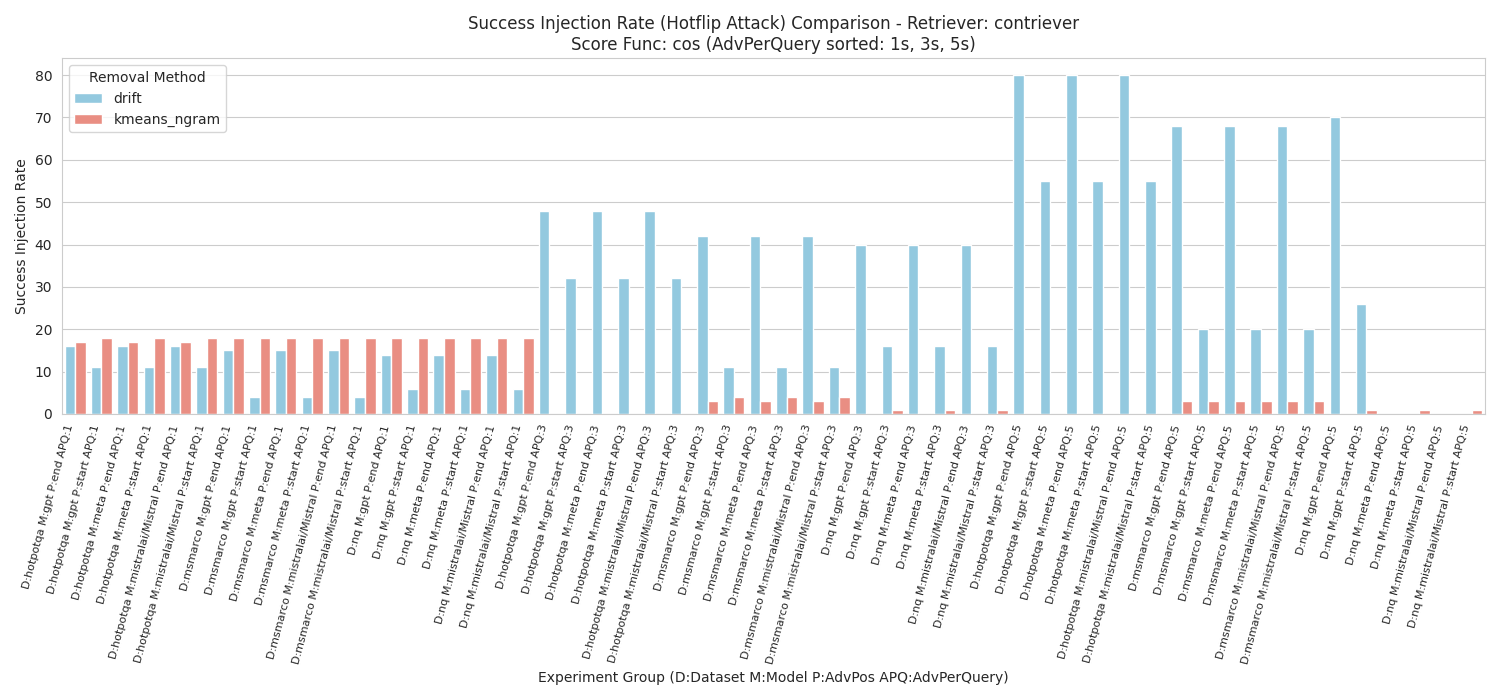 Success Injection Rate (Hotflip Attack) Comparison - Retriever: contriever
Score Func: cos (AdvPerQuery sorted: 1s, 3s, 5s)
Removal Method
drift
kmeans_ngram
Success Injection Rate
80
70
60
50
40
30
20
10
0
D:hotpotqa M:gpt P:end APQ:1
D:hotpotqa M:gpt P:start APQ:1
D:hotpotqa M:meta P:end APQ:1
D:hotpotqa M:meta P:start APQ:1
D:hotpotqa M:mistralai/Mistral P:end APQ:1
D:hotpotqa M:mistralai/Mistral P:start APQ:1
D:msmarco M:gpt P:end APQ:1
D:msmarco M:gpt P:start APQ:1
D:msmarco M:meta P:end APQ:1
D:msmarco M:meta P:start APQ:1
D:msmarco M:mistralai/Mistral P:end APQ:1
D:msmarco M:mistralai/Mistral P:start APQ:1
D:nq M:gpt P:end APQ:1
D:nq M:gpt P:start APQ:1
D:nq M:meta P:end APQ:1
D:nq M:meta P:start APQ:1
D:nq M:mistralai/Mistral P:end APQ:1
D:nq M:mistralai/Mistral P:start APQ:1
D:hotpotqa M:gpt P:end APQ:3
D:hotpotqa M:gpt P:start APQ:3
D:hotpotqa M:meta P:end APQ:3
D:hotpotqa M:meta P:start APQ:3
D:hotpotqa M:mistralai/Mistral P:end APQ:3
D:hotpotqa M:mistralai/Mistral P:start APQ:3
D:msmarco M:gpt P:end APQ:3
D:msmarco M:gpt P:start APQ:3
D:msmarco M:meta P:end APQ:3
D:msmarco M:meta P:start APQ:3
D:msmarco M:mistralai/Mistral P:end APQ:3
D:msmarco M:mistralai/Mistral P:start APQ:3
D:nq M:gpt P:end APQ:3
D:nq M:gpt P:start APQ:3
D:nq M:meta P:end APQ:3
D:nq M:meta P:start APQ:3
D:nq M:mistralai/Mistral P:end APQ:3
D:nq M:mistralai/Mistral P:start APQ:3
D:hotpotqa M:gpt P:end APQ:5
D:hotpotqa M:gpt P:start APQ:5
D:hotpotqa M:meta P:end APQ:5
D:hotpotqa M:meta P:start APQ:5
D:hotpotqa M:mistralai/Mistral P:end APQ:5
D:hotpotqa M:mistralai/Mistral P:start APQ:5
D:msmarco M:gpt P:end APQ:5
D:msmarco M:gpt P:start APQ:5
D:msmarco M:meta P:end APQ:5
D:msmarco M:meta P:start APQ:5
D:msmarco M:mistralai/Mistral P:end APQ:5
D:msmarco M:mistralai/Mistral P:start APQ:5
D:nq M:gpt P:end APQ:5
D:nq M:gpt P:start APQ:5
D:nq M:meta P:end APQ:5
D:nq M:meta P:start APQ:5
D:nq M:mistralai/Mistral P:end APQ:5
D:nq M:mistralai/Mistral P:start APQ:5
Experiment Group (D:Dataset M:Model P:AdvPos APQ:AdvPerQuery)